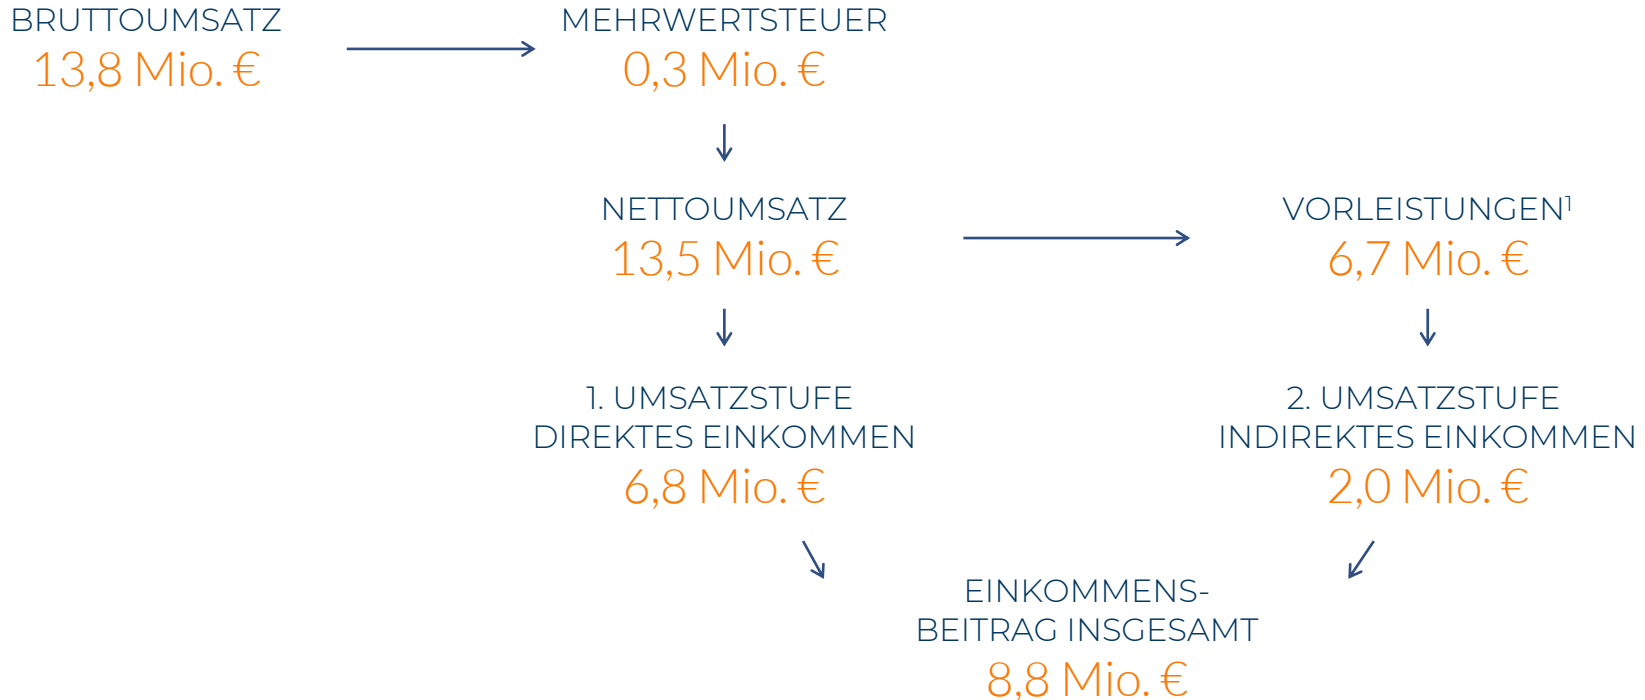 BRUTTOUMSATZ
13,8 Mio. €
MEHRWERTSTEUER
0,3 Mio. €
NETTOUMSATZ
13,5 Mio. €
VORLEISTUNGEN¹
6,7 Mio. €
1. UMSATZSTUFE
DIREKTES EINKOMMEN
6,8 Mio. €
2. UMSATZSTUFE
INDIREKTES EINKOMMEN
2,0 Mio. €
EINKOMMENS-
BEITRAG INSGESAMT
8,8 Mio. €